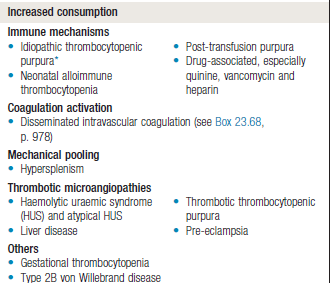 Increased consumption
Immune mechanisms
• Idiopathic thrombocytopenic
purpura*
• Neonatal alloimmune
thrombocytopenia
• Post-transfusion purpura
• Drug-associated, especially
quinine, vancomycin and
heparin
Coagulation activation
• Disseminated intravascular coagulation (see Box 23.68,
p. 978)
Mechanical pooling
• Hypersplenism
Thrombotic microangiopathies
• Haemolytic uraemic syndrome
(HUS) and atypical HUS
• Liver disease
• Thrombotic thrombocytopenic
purpura
• Pre-eclampsia
Others
• Gestational thrombocytopenia
• Type 2B von Willebrand disease